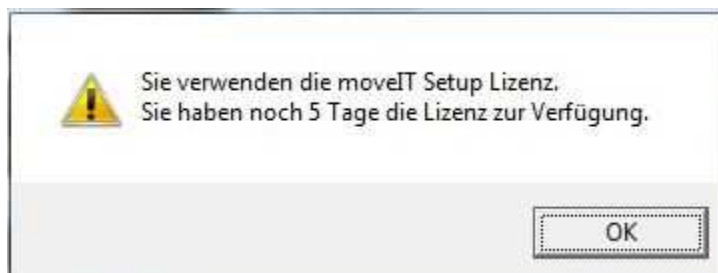 Sie verwenden die moveIT Setup Lizenz.
Sie haben noch 5 Tage die Lizenz zur Verfügung.
OK